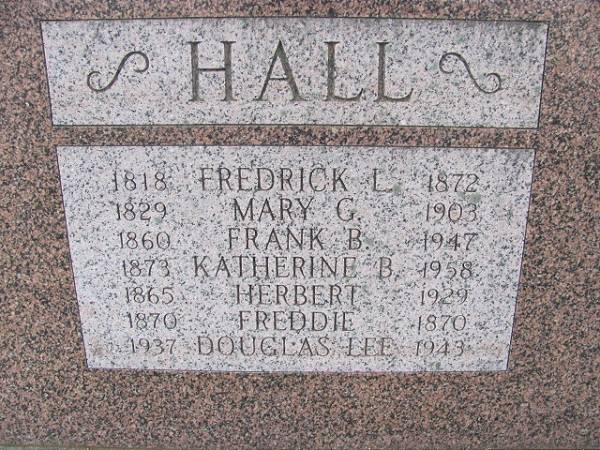 HALL
1818 FREDRICK L. 1872
1829 MARY G. 1903
1860 FRANK B. 1947
1873 KATHERINE B. 1958
1865 HERBERT 1929
1870 FREDDIE 1870
1937 DOUGLAS LEE 1943